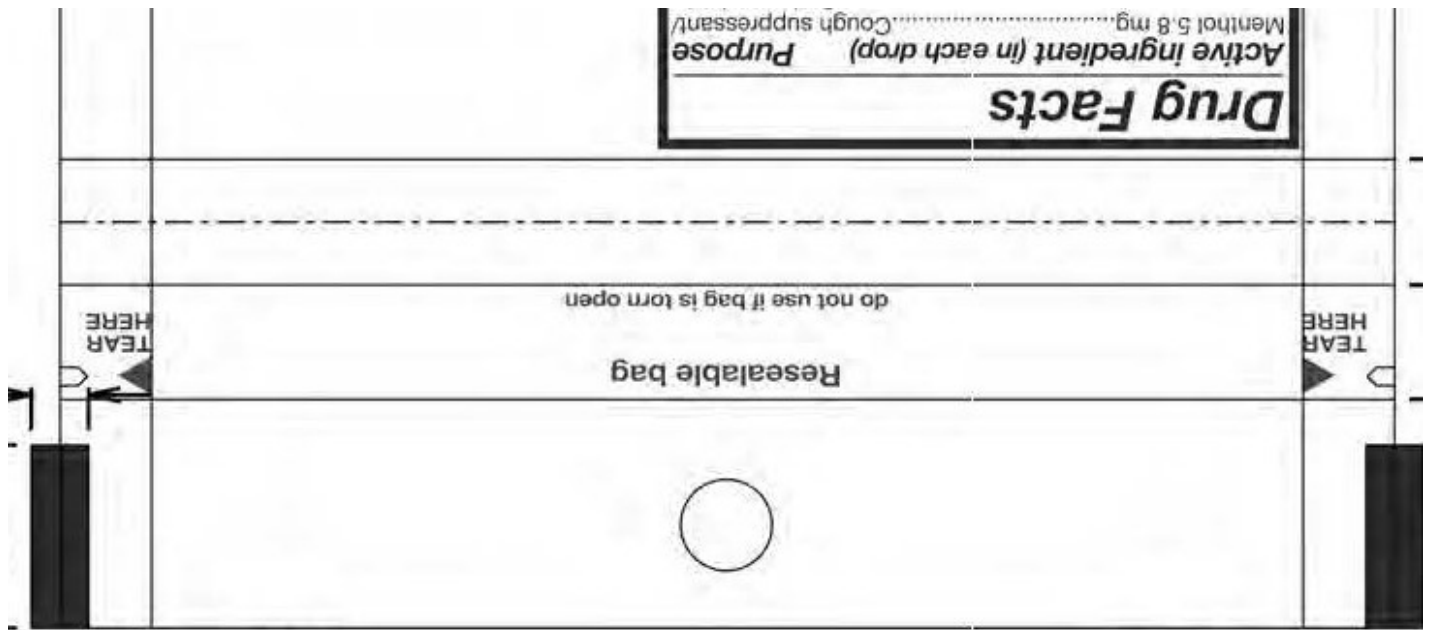 TEAR
HERE
TEAR
HERE
Resealable bag
do not use if bag is torn open
Drug Facts
Active ingredient (in each drop) Purpose
Menthol 5.8 mg......................................Cough suppressant/